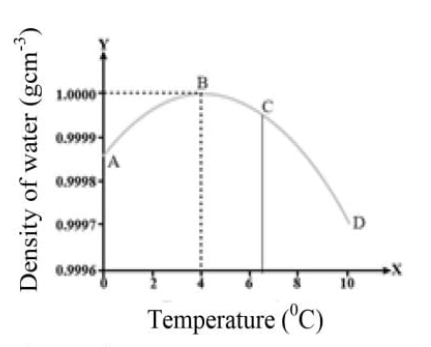 Density of water (gcm⁻³)
Y
1.0000
B
C
0.9999
A
0.9998
0.9997
D
0.9996
X
0 2 4 6 8 10
Temperature (⁰C)